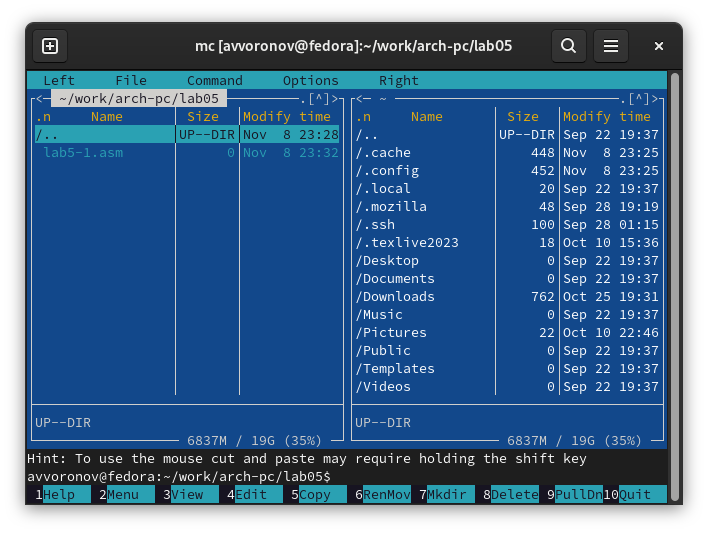 mc [avvoronov@fedora]:~/work/arch-pc/lab05
Left File Command Options Right
<─ ~/work/arch-pc/lab05 .[^]> <─ ~ .[^]>
.n Name Size Modify time .n Name Size Modify time
/.. UP--DIR Nov 8 23:28 /.. UP--DIR Sep 22 19:37
lab5-1.asm 0 Nov 8 23:32 /.cache 448 Nov 8 23:25
/.config 452 Nov 8 23:25
/.local 20 Sep 22 19:37
/.mozilla 48 Sep 28 19:19
/.ssh 100 Sep 28 01:15
/.texlive2023 18 Oct 10 15:36
/Desktop 0 Sep 22 19:37
/Documents 0 Sep 22 19:37
/Downloads 762 Oct 25 19:31
/Music 0 Sep 22 19:37
/Pictures 22 Oct 10 22:46
/Public 0 Sep 22 19:37
/Templates 0 Sep 22 19:37
/Videos 0 Sep 22 19:37
UP--DIR UP--DIR
6837M / 19G (35%) 6837M / 19G (35%)
Hint: To use the mouse cut and paste may require holding the shift key
avvoronov@fedora:~/work/arch-pc/lab05$
1Help 2Menu 3View 4Edit 5Copy 6RenMov 7Mkdir 8Delete 9PullDn 10Quit